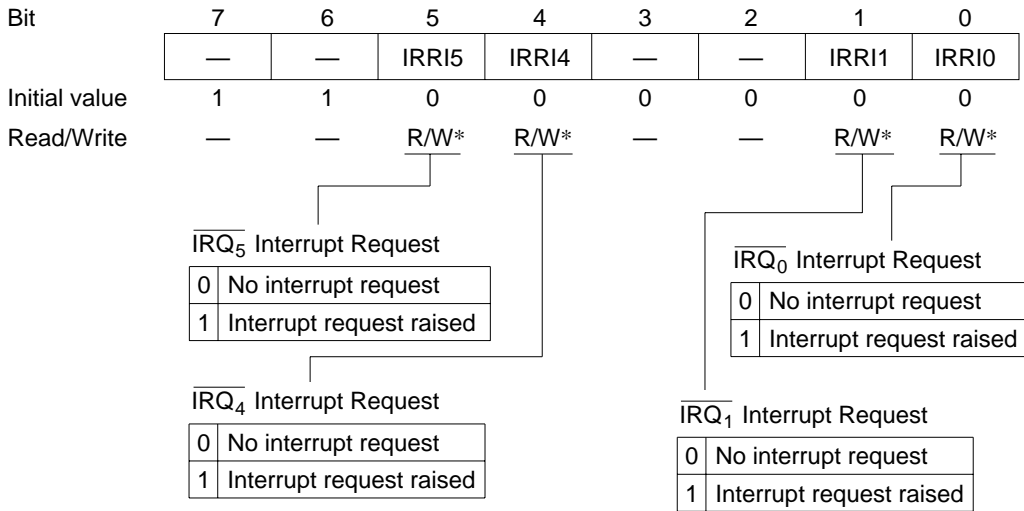 Bit 7 6 5 4 3 2 1 0
— — IRRI5 IRRI4 — — IRRI1 IRRI0
Initial value 1 1 0 0 0 0 0 0
Read/Write — — R/W* R/W* — — R/W* R/W*
IRQ5 Interrupt Request
0 No interrupt request
1 Interrupt request raised
IRQ0 Interrupt Request
0 No interrupt request
1 Interrupt request raised
IRQ4 Interrupt Request
0 No interrupt request
1 Interrupt request raised
IRQ1 Interrupt Request
0 No interrupt request
1 Interrupt request raised